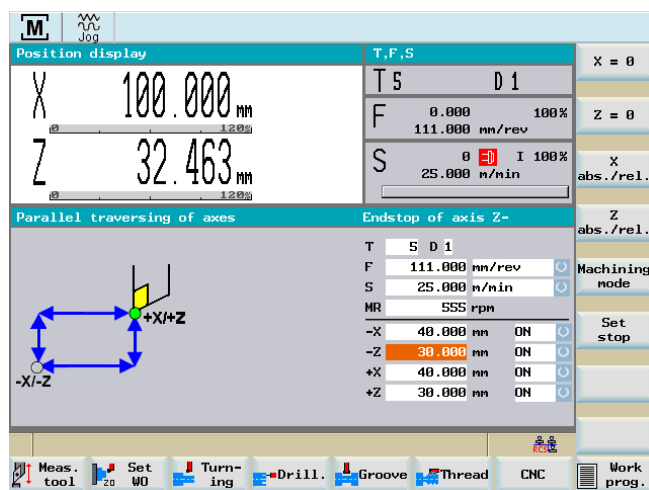 M
Jog
Position display
T,F,S
X = 0
X 100.000 mm
T 5 D 1
0 120%
F 0.000 100%
111.000 mm/rev
Z = 0
Z 32.463 mm
S 0 I 100%
25.000 m/min
X
abs./rel.
0 120%
Z
abs./rel.
Parallel traversing of axes
Endstop of axis Z-
T 5 D 1
F 111.000 mm/rev
S 25.000 m/min
MR 555 rpm
Machining
mode
+X/+Z
-X 40.000 mm ON
-Z 30.000 mm ON
+X 40.000 mm ON
+Z 30.000 mm ON
Set
stop
-X/-Z
RCS
Meas.
tool
Z0
Set
WO
Turn-
ing
Drill.
Groove
Thread
CNC
Work
prog.